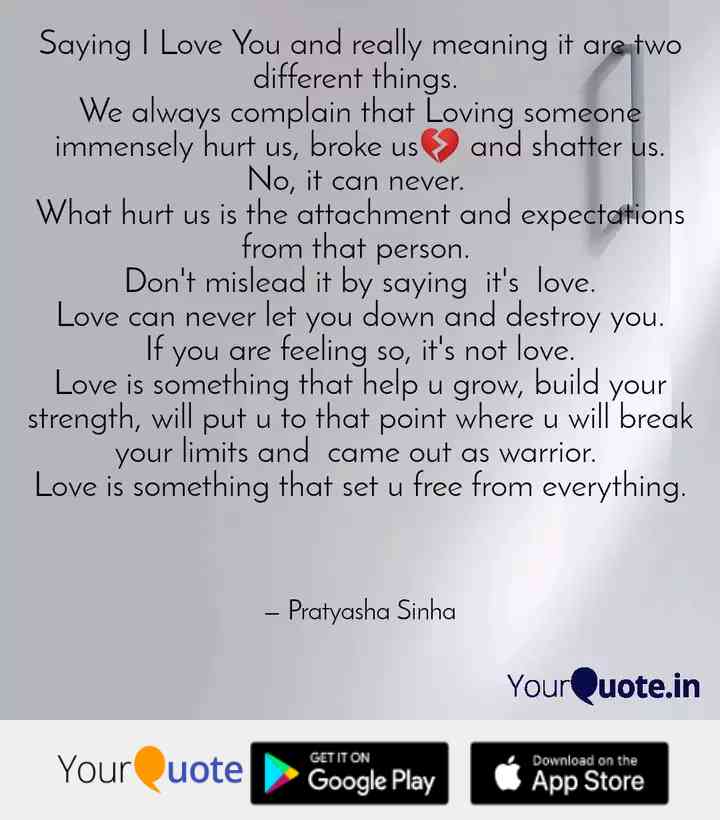 Saying I Love You and really meaning it are two
different things.
We always complain that Loving someone
immensely hurt us, broke us💔 and shatter us.
No, it can never.
What hurt us is the attachment and expectations
from that person.
Don't mislead it by saying  it's  love.
Love can never let you down and destroy you.
If you are feeling so, it's not love.
Love is something that help u grow, build your
strength, will put u to that point where u will break
your limits and  came out as warrior.
Love is something that set u free from everything.
– Pratyasha Sinha
YourQuote.in
YourQuote
GET IT ON
Google Play
Download on the
App Store